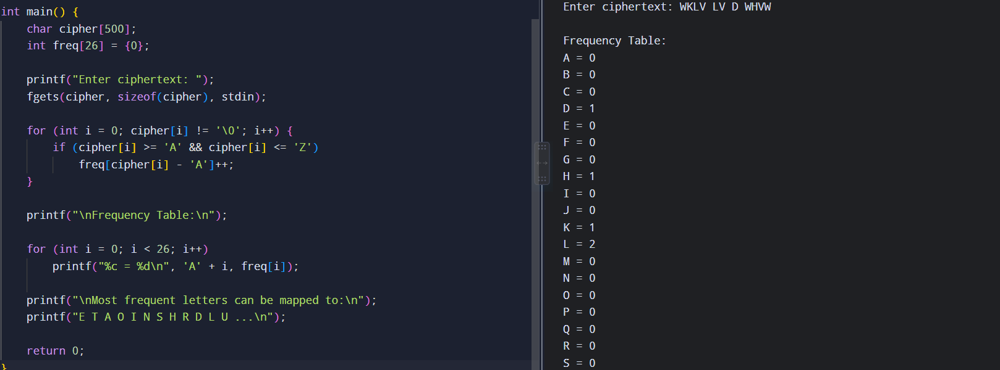 int main() {
    char cipher[500];
    int freq[26] = {0};

    printf("Enter ciphertext: ");
    fgets(cipher, sizeof(cipher), stdin);

    for (int i = 0; cipher[i] != '\0'; i++) {
        if (cipher[i] >= 'A' && cipher[i] <= 'Z')
            freq[cipher[i] - 'A']++;
    }

    printf("\nFrequency Table:\n");

    for (int i = 0; i < 26; i++)
        printf("%c = %d\n", 'A' + i, freq[i]);

    printf("\nMost frequent letters can be mapped to:\n");
    printf("E T A O I N S H R D L U ...\n");

    return 0;
}
Enter ciphertext: WKLV LV D WHVW

Frequency Table:
A = 0
B = 0
C = 0
D = 1
E = 0
F = 0
G = 0
H = 1
I = 0
J = 0
K = 1
L = 2
M = 0
N = 0
O = 0
P = 0
Q = 0
R = 0
S = 0